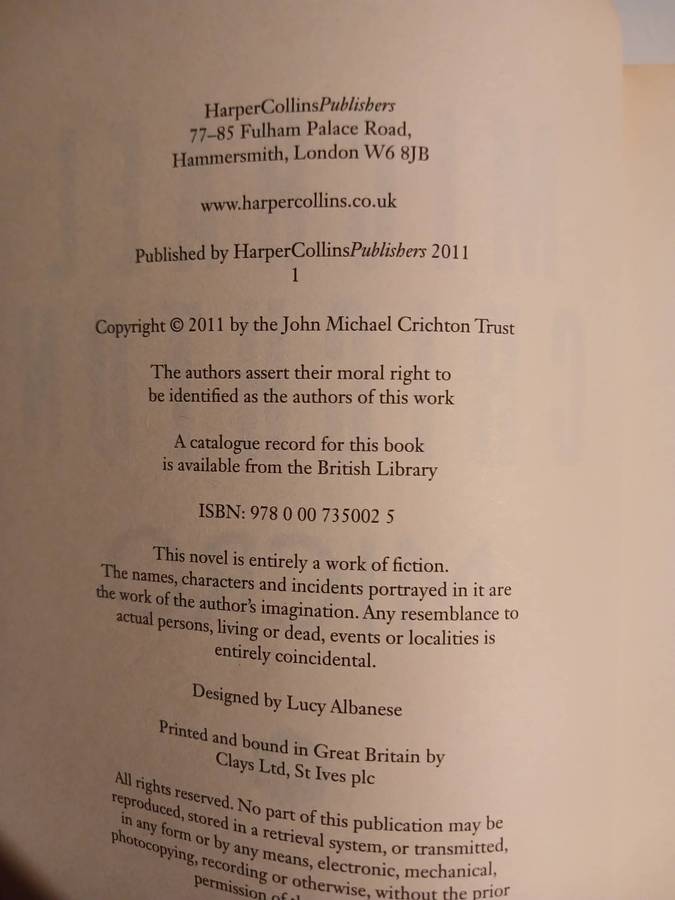 HarperCollinsPublishers
77–85 Fulham Palace Road,
Hammersmith, London W6 8JB
www.harpercollins.co.uk
Published by HarperCollinsPublishers 2011
1
Copyright © 2011 by the John Michael Crichton Trust
The authors assert their moral right to
be identified as the authors of this work
A catalogue record for this book
is available from the British Library
ISBN: 978 0 00 735002 5
This novel is entirely a work of fiction.
The names, characters and incidents portrayed in it are
the work of the author’s imagination. Any resemblance to
actual persons, living or dead, events or localities is
entirely coincidental.
Designed by Lucy Albanese
Printed and bound in Great Britain by
Clays Ltd, St Ives plc
All rights reserved. No part of this publication may be
reproduced, stored in a retrieval system, or transmitted,
in any form or by any means, electronic, mechanical,
photocopying, recording or otherwise, without the prior
permission of